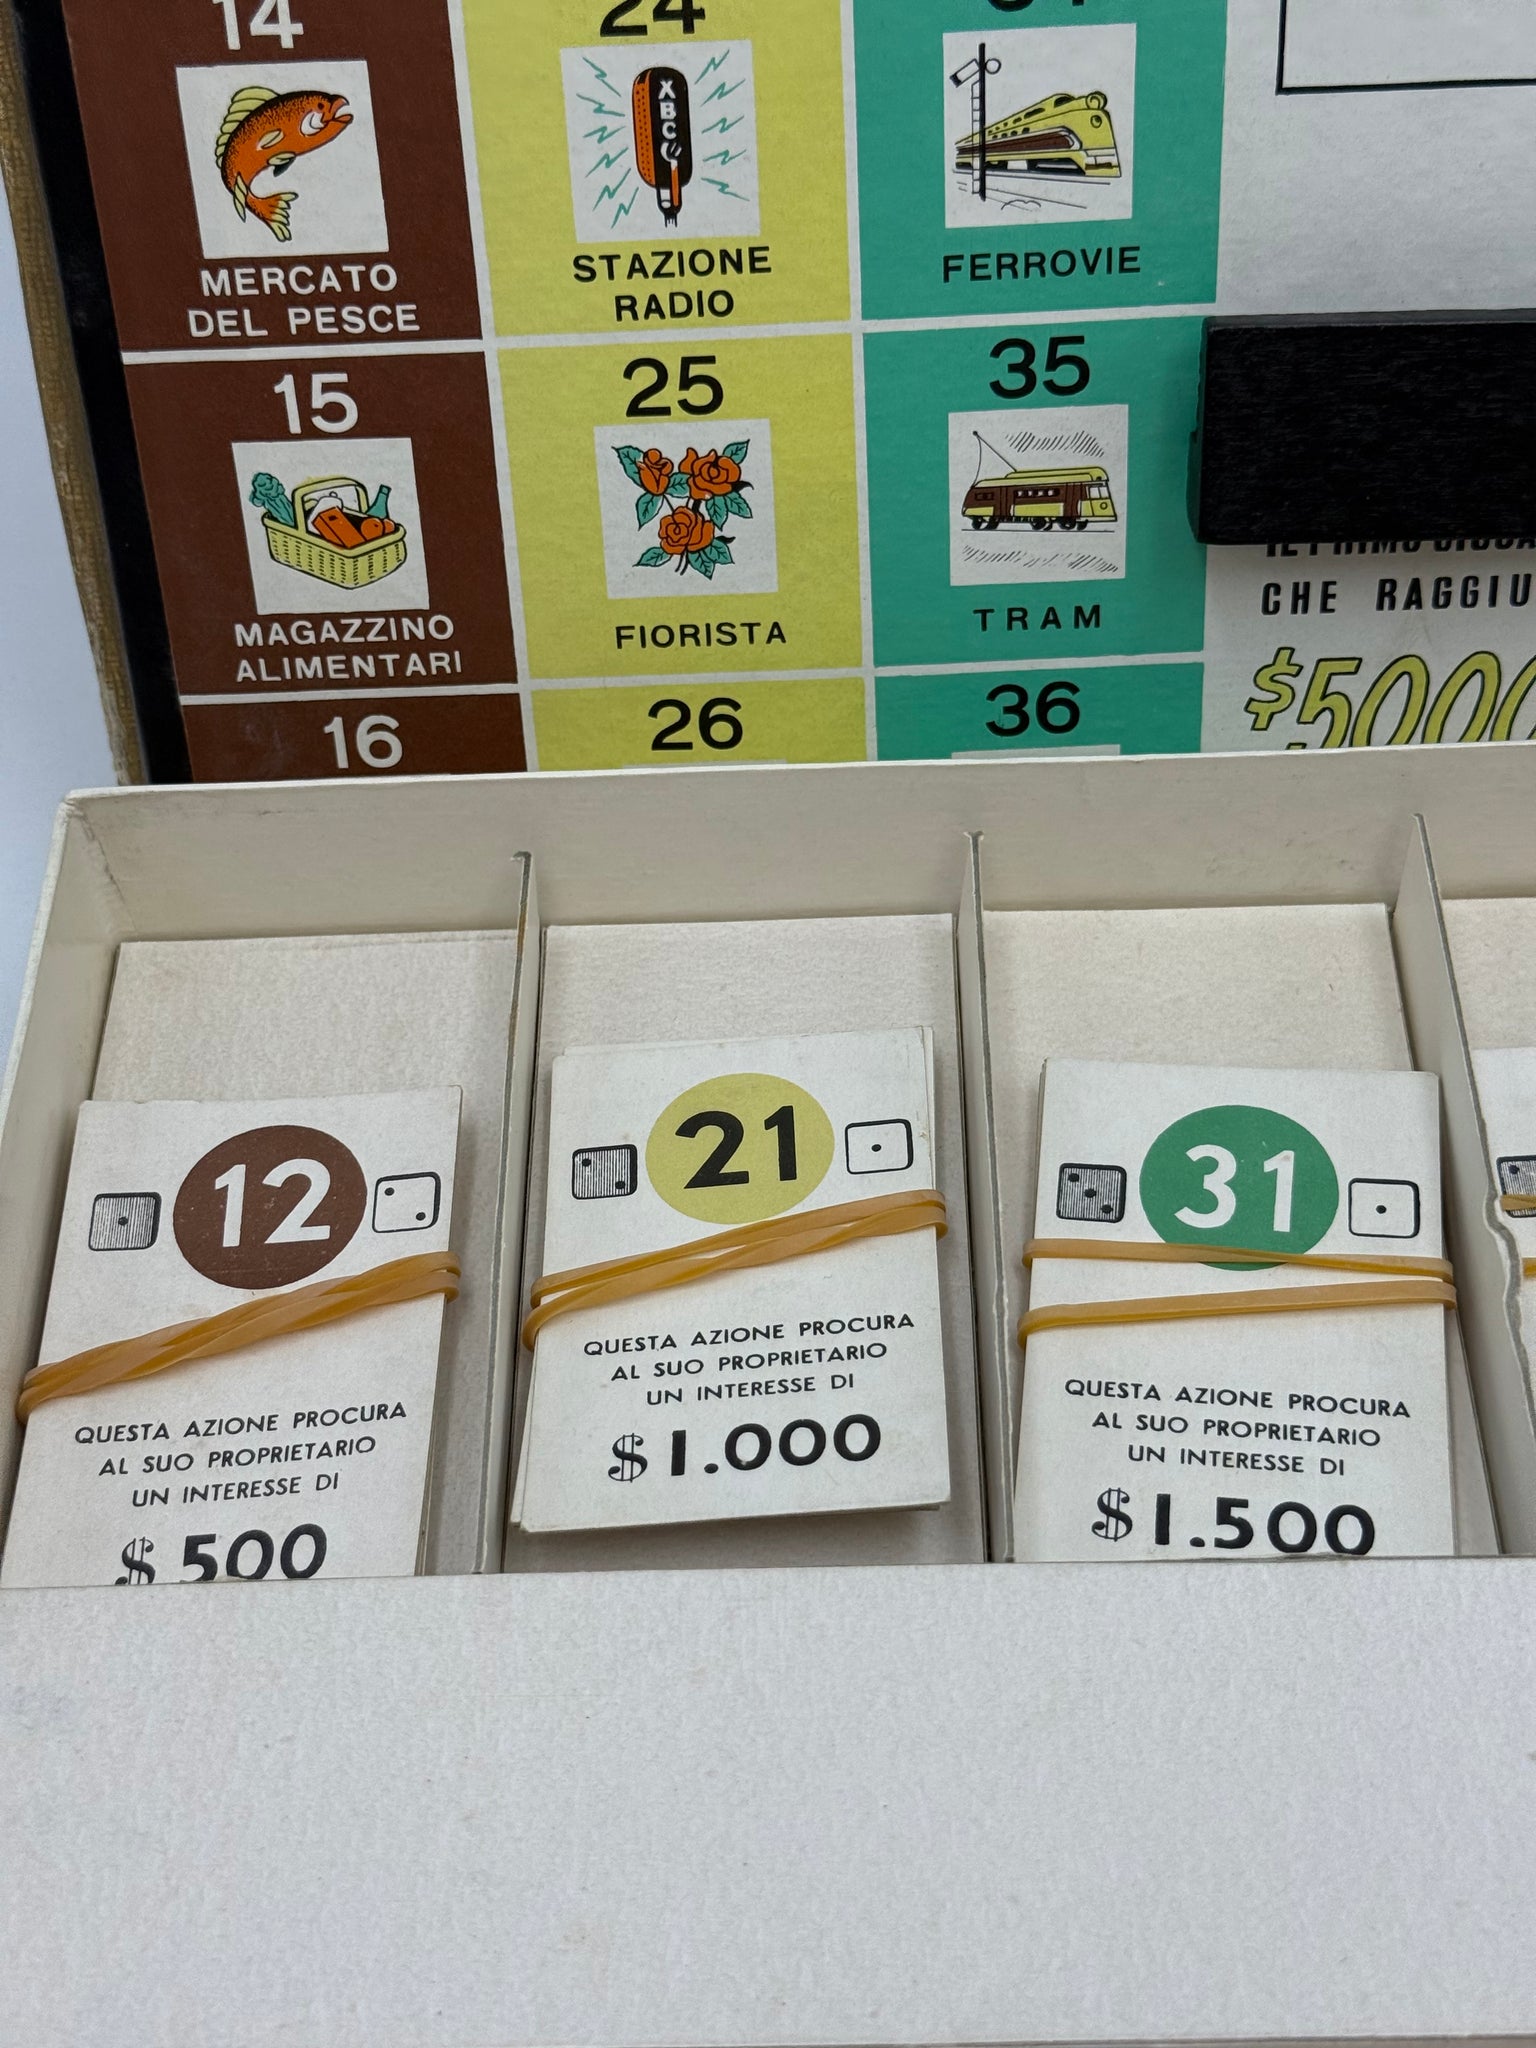 14
24
MERCATO
DEL PESCE
XBC
STAZIONE
RADIO
FERROVIE
15
25
35
MAGAZZINO
ALIMENTARI
FIORISTA
TRAM
CHE RAGGIU
$5000
16
26
36
12
QUESTA AZIONE PROCURA
AL SUO PROPRIETARIO
UN INTERESSE DI
$ 500
21
QUESTA AZIONE PROCURA
AL SUO PROPRIETARIO
UN INTERESSE DI
$ 1.000
31
QUESTA AZIONE PROCURA
AL SUO PROPRIETARIO
UN INTERESSE DI
$ 1.500